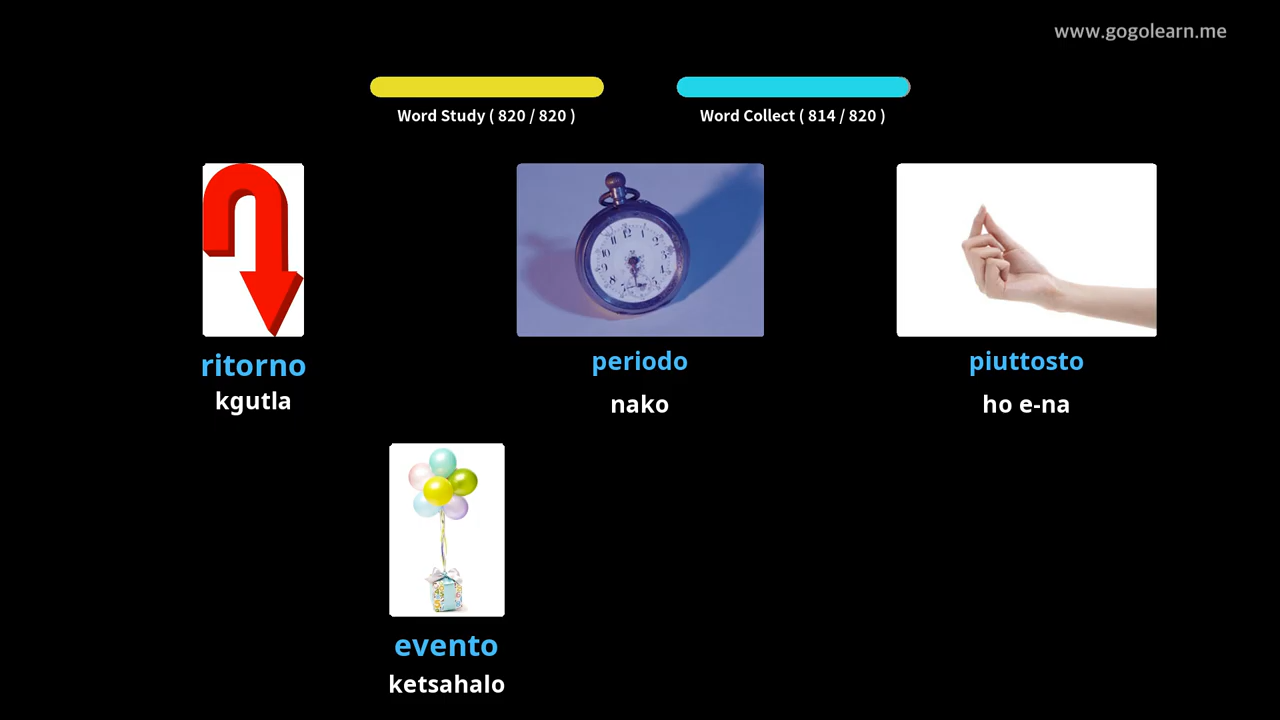 www.gogolearn.me
Word Study ( 820 / 820 )
Word Collect ( 814 / 820 )
ritorno
kgutla
periodo
nako
piuttosto
ho e-na
evento
ketsahalo